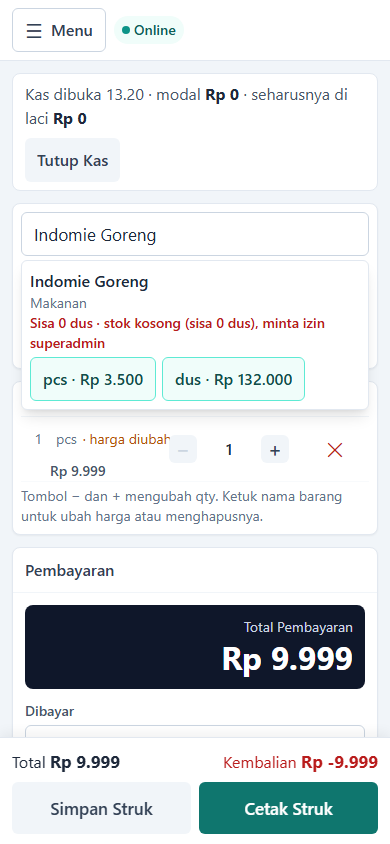 ☰ Menu
Online
Kas dibuka 13.20 · modal Rp 0 · seharusnya di
laci Rp 0
Tutup Kas
Indomie Goreng
Indomie Goreng
Makanan
Sisa 0 dus · stok kosong (sisa 0 dus), minta izin
superadmin
pcs · Rp 3.500
dus · Rp 132.000
1 pcs · harga diubah
− 1 +
Rp 9.999
Tombol − dan + mengubah qty. Ketuk nama barang
untuk ubah harga atau menghapusnya.
Pembayaran
Total Pembayaran
Rp 9.999
Dibayar
Total Rp 9.999
Kembalian Rp -9.999
Simpan Struk
Cetak Struk